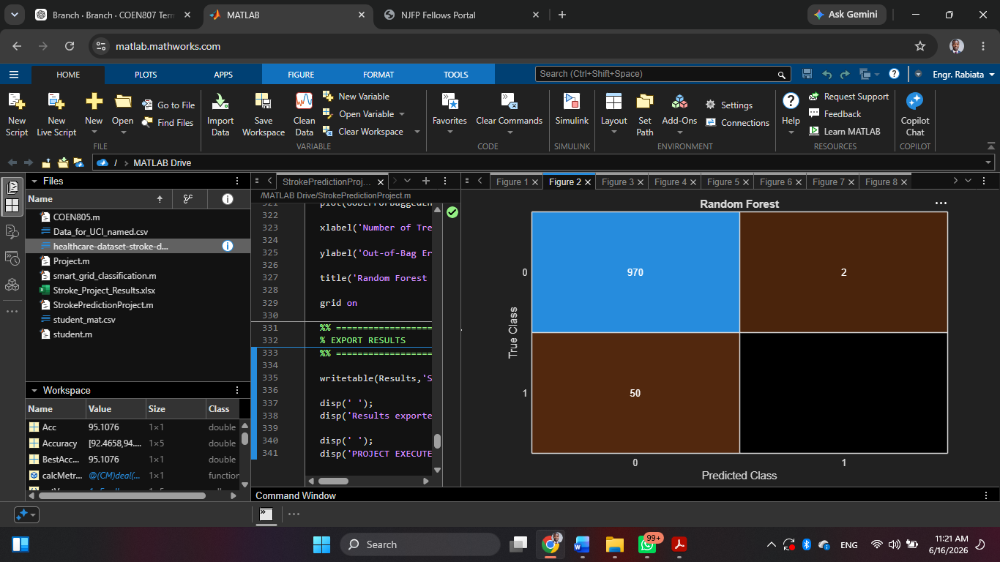 Branch · Branch · COEN807 Tern
MATLAB
NJFP Fellows Portal
Ask Gemini
matlab.mathworks.com
HOME PLOTS APPS FIGURE FORMAT TOOLS
Search (Ctrl+Shift+Space)
Engr. Rabiata
New Script
New Live Script
New
Open
Go to File
Find Files
Import Data
Save Workspace
Clean Data
New Variable
Open Variable
Clear Workspace
Favorites
Clear Commands
Simulink
Layout
Set Path
Add-Ons
Settings
Connections
Help
Request Support
Feedback
Learn MATLAB
Copilot Chat
FILE VARIABLE CODE SIMULINK ENVIRONMENT RESOURCES COPILOT
/ > MATLAB Drive
Files
Name
COEN805.m
Data_for_UCI_named.csv
healthcare-dataset-stroke-d...
Project.m
smart_grid_classification.m
Stroke_Project_Results.xlsx
StrokePredictionProject.m
student_mat.csv
student.m
Workspace
Name Value Size Class
Acc 95.1076 1×1 double
Accuracy [92.4658,94.... 1×5 double
BestAcc... 95.1076 1×1 double
calcMetr... @(CM)deal(... 1×1 function
StrokePredictionProj...
/MATLAB Drive/StrokePredictionProject.m
322
323 xlabel('Number of Tre
324
325 ylabel('Out-of-Bag Er
326
327 title('Random Forest
328
329 grid on
330
331 %% ===================
332 % EXPORT RESULTS
333 %% ===================
334
335 writetable(Results,'S
336
337 disp(' ');
338 disp('Results exporte
339
340 disp(' ');
341 disp('PROJECT EXECUTE
Figure 1 Figure 2 Figure 3 Figure 4 Figure 5 Figure 6 Figure 7 Figure 8
Random Forest
True Class
0
970
2
1
50
0 1
Predicted Class
Command Window
Search
99+
ENG
11:21 AM
6/16/2026